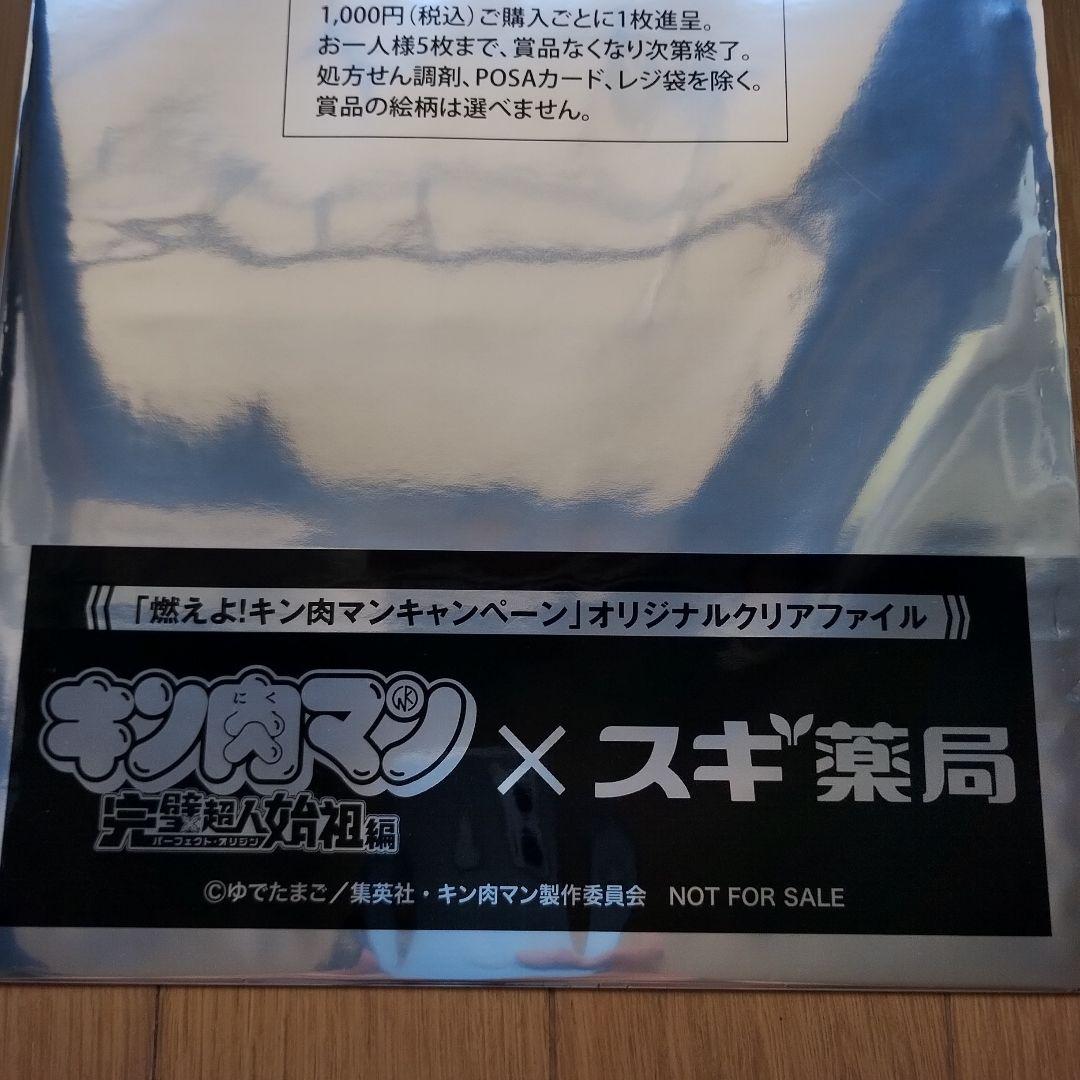 1,000円(税込)ご購入ごとに1枚進呈。
お一人様5枚まで、賞品なくなり次第終了。
処方せん調剤、POSAカード、レジ袋を除く。
賞品の絵柄は選べません。
「燃えよ!キン肉マンキャンペーン」オリジナルクリアファイル
キン肉マン
にく
×スギ薬局
完璧超人始祖編
パーフェクト・オリジン
©ゆでたまご/集英社・キン肉マン製作委員会 NOT FOR SALE